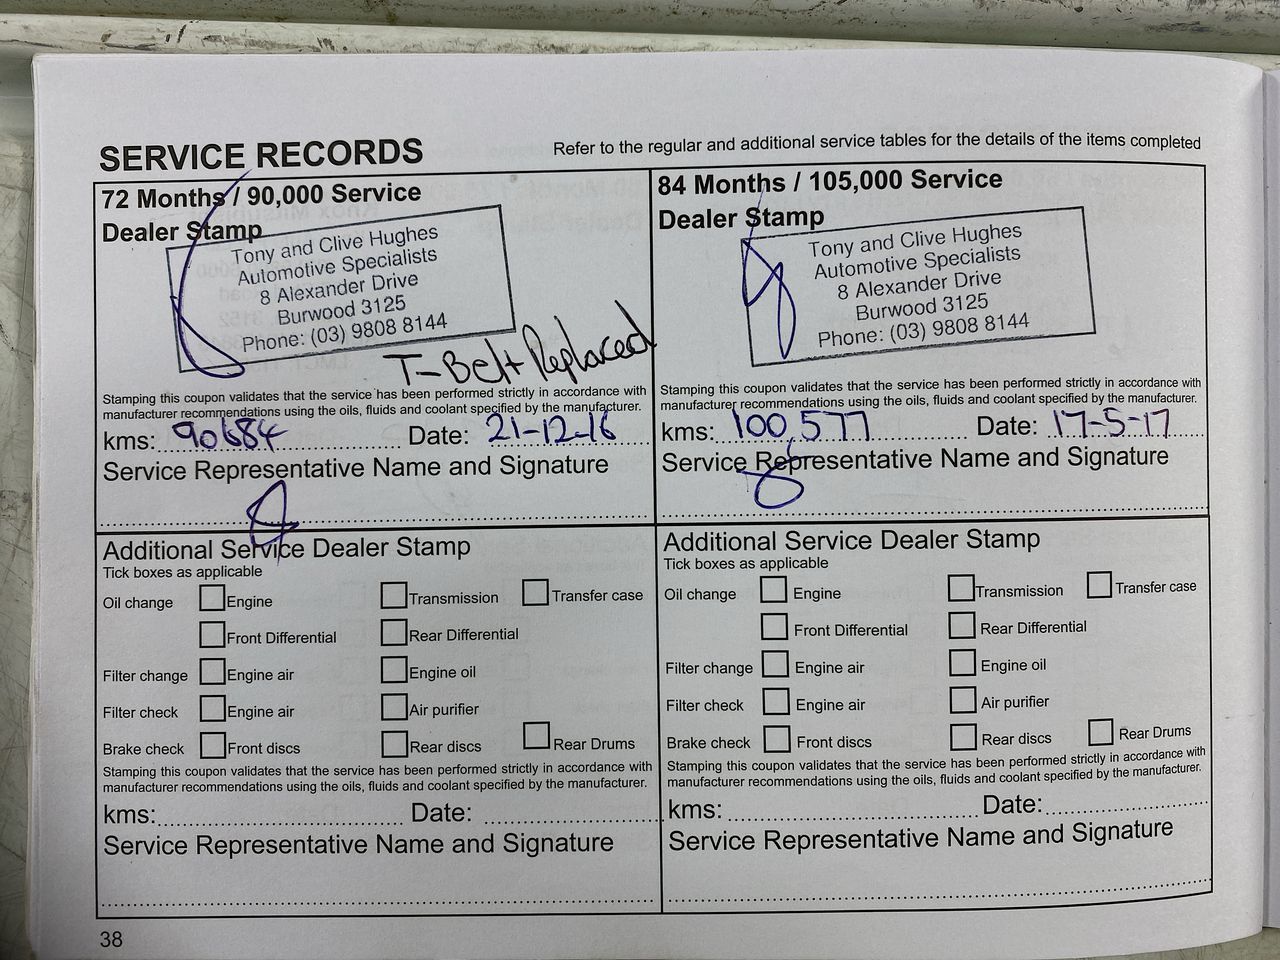 SERVICE RECORDS
Refer to the regular and additional service tables for the details of the items completed
72 Months / 90,000 Service
Dealer Stamp
Tony and Clive Hughes
Automotive Specialists
8 Alexander Drive
Burwood 3125
Phone: (03) 9808 8144
T-Belt Replaced
Stamping this coupon validates that the service has been performed strictly in accordance with
manufacturer recommendations using the oils, fluids and coolant specified by the manufacturer.
kms: 90684 Date: 21-12-16
Service Representative Name and Signature
Additional Service Dealer Stamp
Tick boxes as applicable
Oil change Engine Transmission Transfer case
Front Differential Rear Differential
Filter change Engine air Engine oil
Filter check Engine air Air purifier
Brake check Front discs Rear discs Rear Drums
Stamping this coupon validates that the service has been performed strictly in accordance with
manufacturer recommendations using the oils, fluids and coolant specified by the manufacturer.
kms: Date:
Service Representative Name and Signature
84 Months / 105,000 Service
Dealer Stamp
Tony and Clive Hughes
Automotive Specialists
8 Alexander Drive
Burwood 3125
Phone: (03) 9808 8144
Stamping this coupon validates that the service has been performed strictly in accordance with
manufacturer recommendations using the oils, fluids and coolant specified by the manufacturer.
kms: 100,577 Date: 17-5-17
Service Representative Name and Signature
Additional Service Dealer Stamp
Tick boxes as applicable
Oil change Engine Transmission Transfer case
Front Differential Rear Differential
Filter change Engine air Engine oil
Filter check Engine air Air purifier
Brake check Front discs Rear discs Rear Drums
Stamping this coupon validates that the service has been performed strictly in accordance with
manufacturer recommendations using the oils, fluids and coolant specified by the manufacturer.
kms: Date:
Service Representative Name and Signature
38